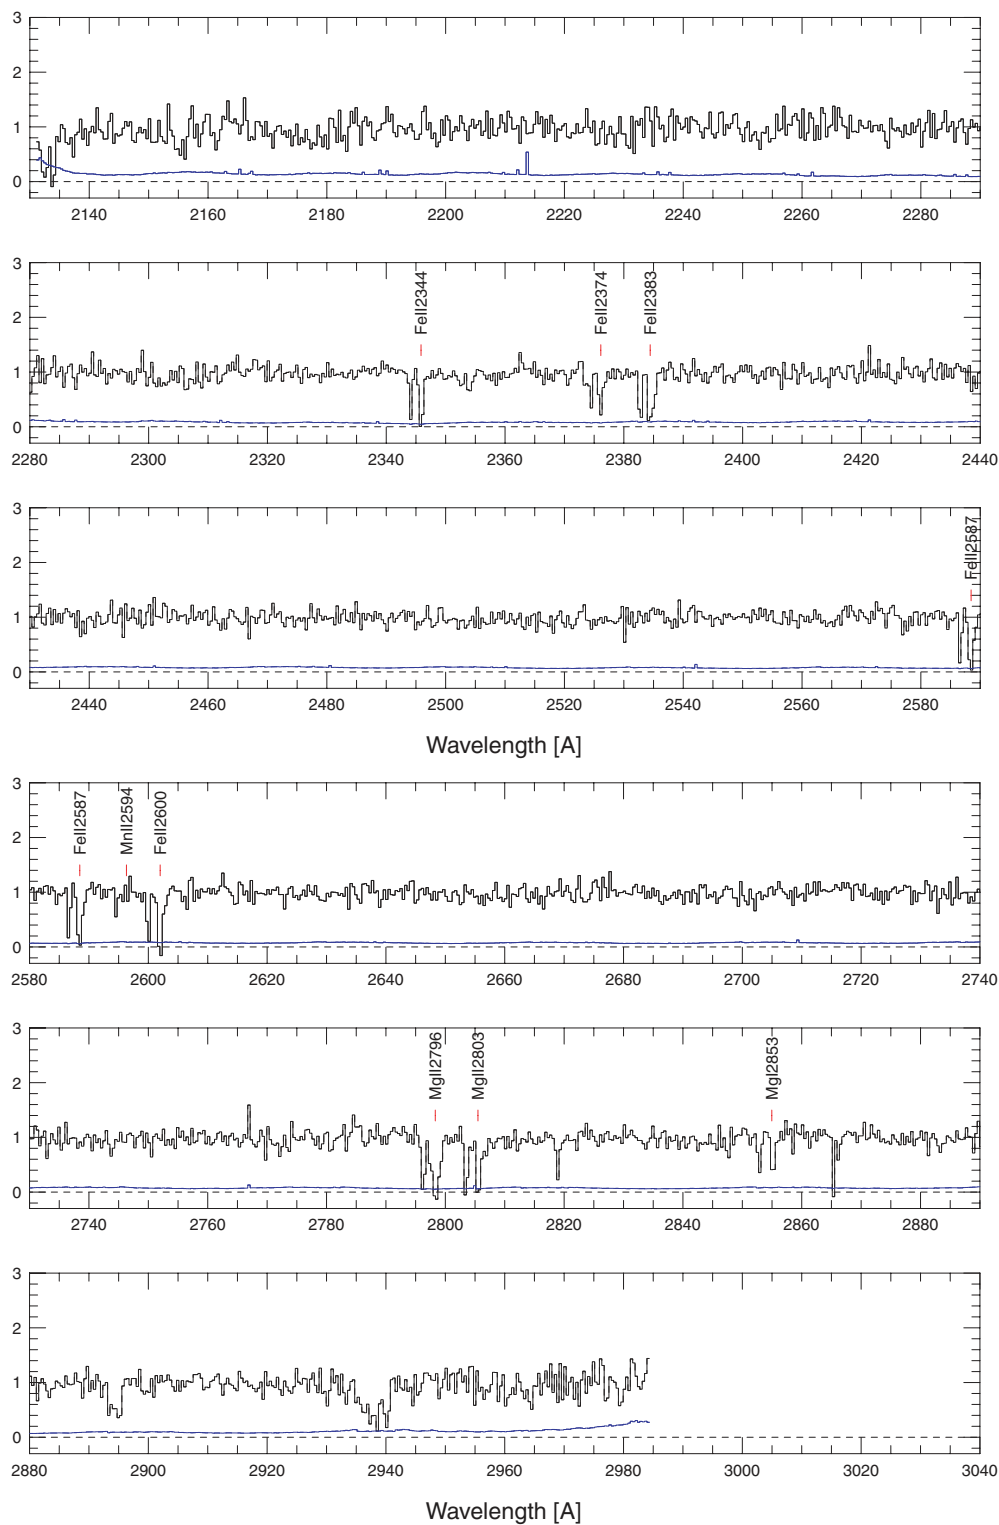 3
2
1
0
2140 2160 2180 2200 2220 2240 2260 2280
3
2
1
0
FeII2344 FeII2374 FeII2383
2280 2300 2320 2340 2360 2380 2400 2420 2440
3
2
1
0
FeII2587
2440 2460 2480 2500 2520 2540 2560 2580
Wavelength [A]
3
2
1
0
FeII2587 MnII2594 FeII2600
2580 2600 2620 2640 2660 2680 2700 2720 2740
3
2
1
0
MgII2796 MgII2803 MgI2853
2740 2760 2780 2800 2820 2840 2860 2880
3
2
1
0
2880 2900 2920 2940 2960 2980 3000 3020 3040
Wavelength [A]